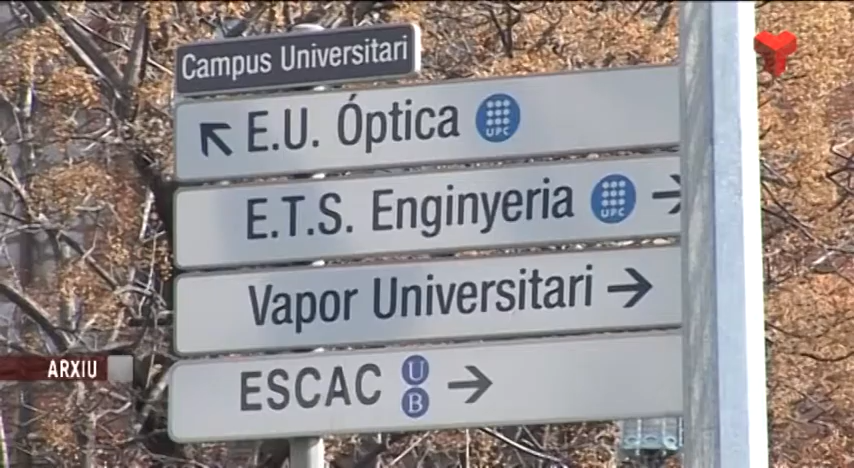 Campus Universitari
E.U. Óptica UPC
E.T.S. Enginyeria UPC
Vapor Universitari
ESCAC UB
ARXIU